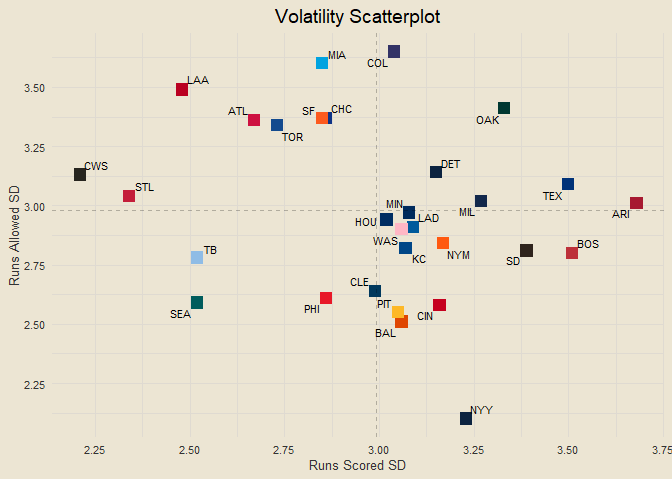 Volatility Scatterplot
MIA
COL
LAA
ATL
SF
CHC
TOR
OAK
CWS
STL
DET
TEX
MIN
MIL
ARI
HOU
LAD
WAS
KC
NYM
SD
BOS
TB
SEA
PHI
CLE
PIT
CIN
BAL
NYY
3.50
3.25
3.00
2.75
2.50
2.25
Runs Allowed SD
2.25
2.50
2.75
3.00
3.25
3.50
3.75
Runs Scored SD